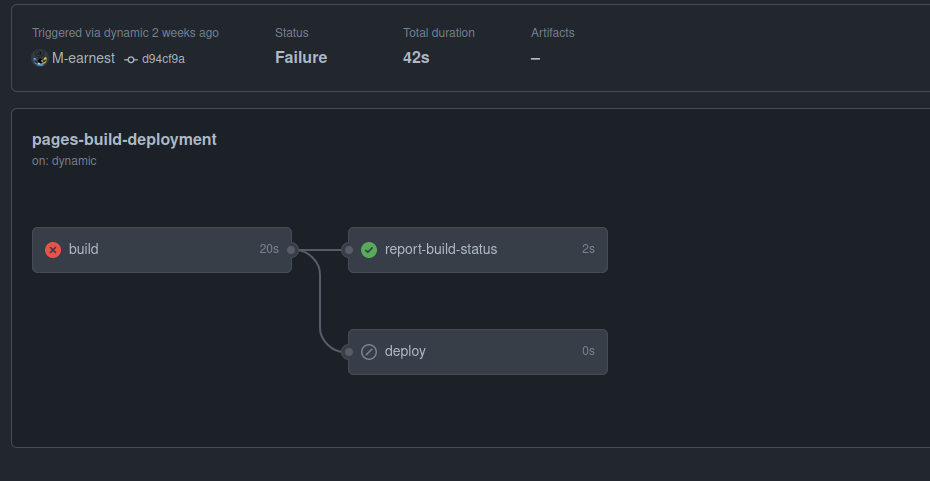 Triggered via dynamic 2 weeks ago
M-earnest d94cf9a
Status
Failure
Total duration
42s
Artifacts
–
pages-build-deployment
on: dynamic
build 20s
report-build-status 2s
deploy 0s